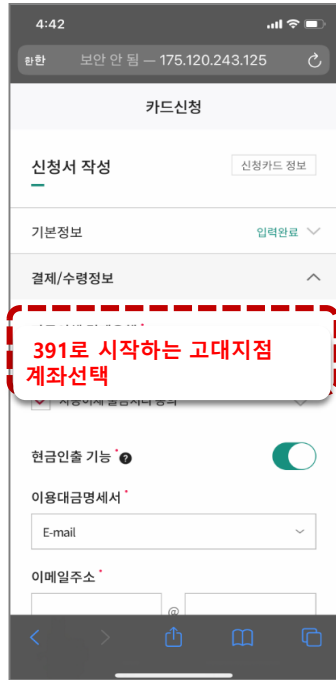 4:42
한한 보안 안 됨 — 175.120.243.125
카드신청
신청서 작성
신청카드 정보
기본정보
입력완료
결제/수령정보
391로 시작하는 고대지점
계좌선택
현금인출 기능 *
이용대금명세서 *
E-mail
이메일주소 *
@